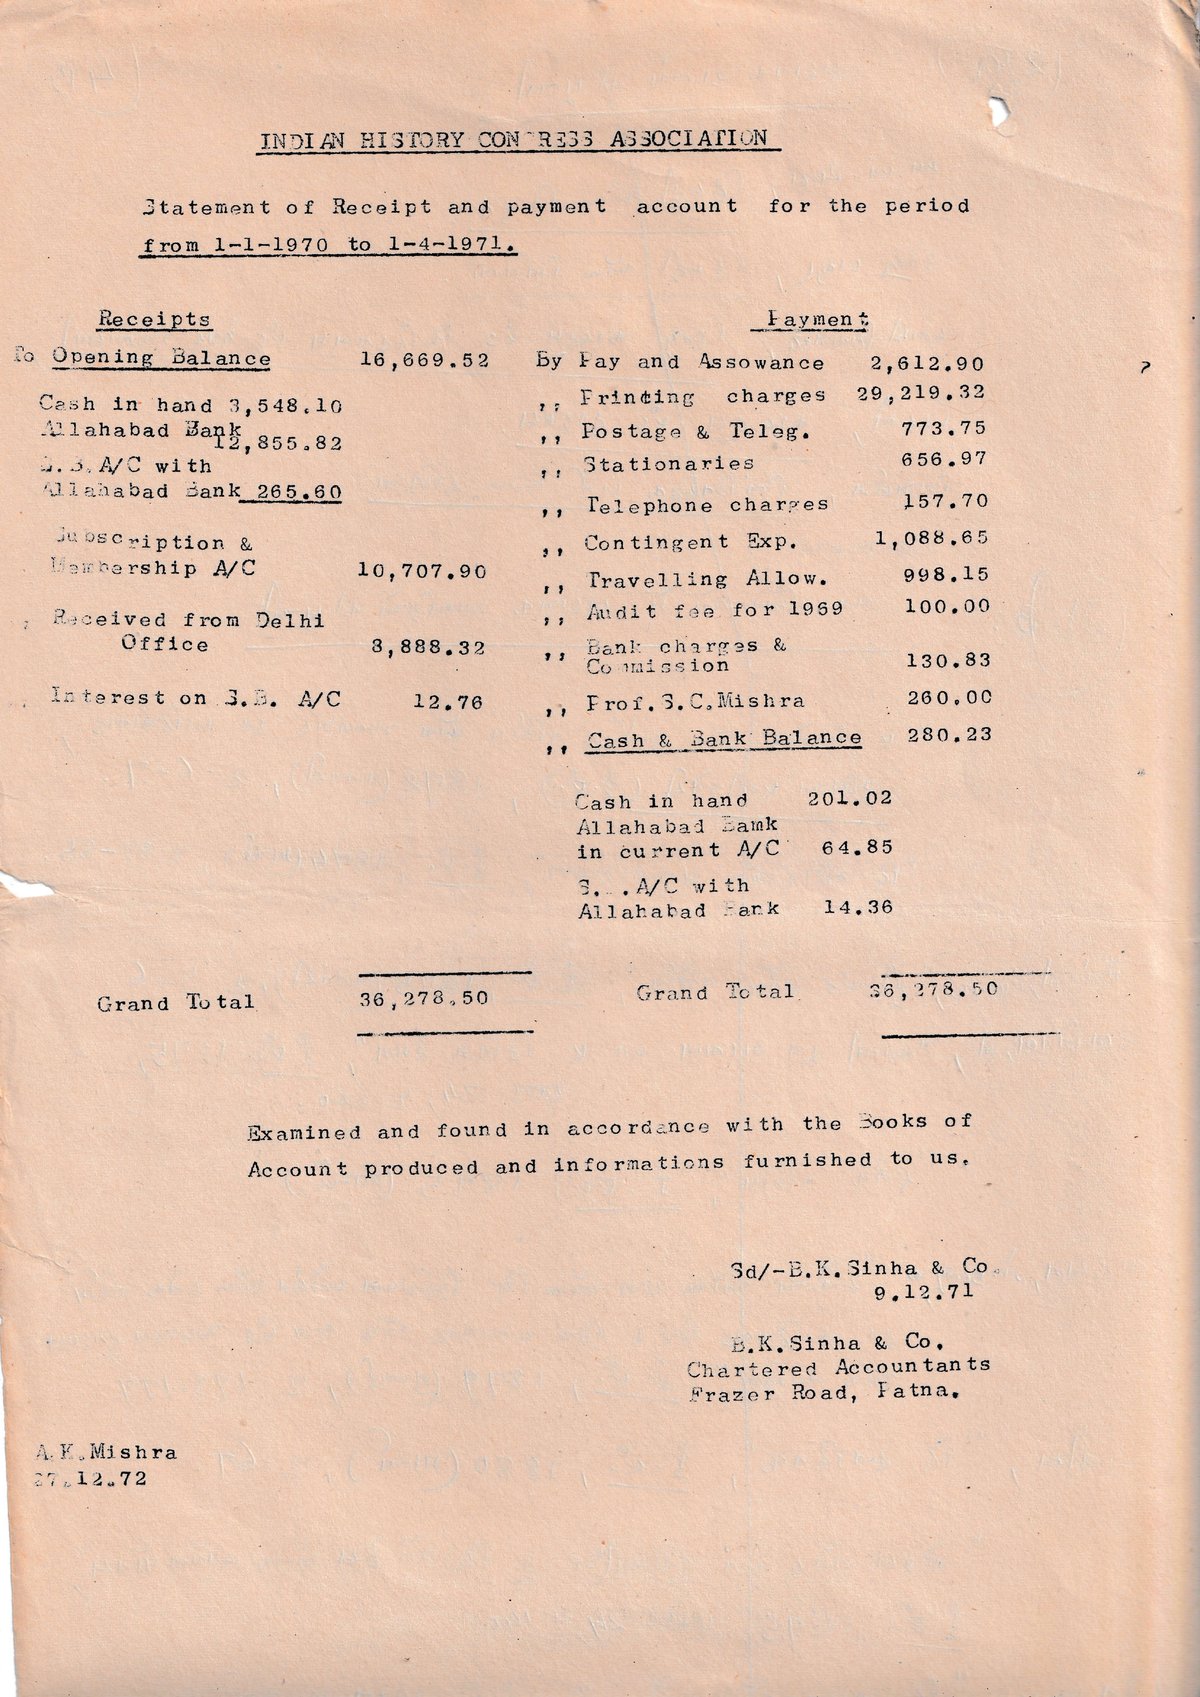 INDIAN HISTORY CONGRESS ASSOCIATION
Statement of Receipt and payment account for the period
from 1-1-1970 to 1-4-1971.
Receipts
To Opening Balance 16,669.52
Cash in hand 3,548.10
Allahabad Bank
12,855.82
S.B. A/C with
Allahabad Bank 265.60
Subscription &
Membership A/C 10,707.90
,, Received from Delhi
Office 8,888.32
Interest on S.B. A/C 12.76
Grand Total 36,278.50
Payment
By Pay and Assowance 2,612.90 ?
,, Printing charges 29,219.32
,, Postage & Teleg. 773.75
,, Stationaries 656.97
,, Telephone charges 157.70
,, Contingent Exp. 1,088.65
,, Travelling Allow. 998.15
,, Audit fee for 1969 100.00
,, Bank charges &
Commission 130.83
,, Prof. S.C. Mishra 260.00
,, Cash & Bank Balance 280.23
Cash in hand 201.02
Allahabad Bamk
in current A/C 64.85
S... A/C with
Allahabad Bank 14.36
Grand Total 36,278.50
Examined and found in accordance with the Books of
Account produced and informations furnished to us.
Sd/-B.K.Sinha & Co.
9.12.71
B.K.Sinha & Co.
Chartered Accountants
Frazer Road, Patna.
A.K.Mishra
27.12.72